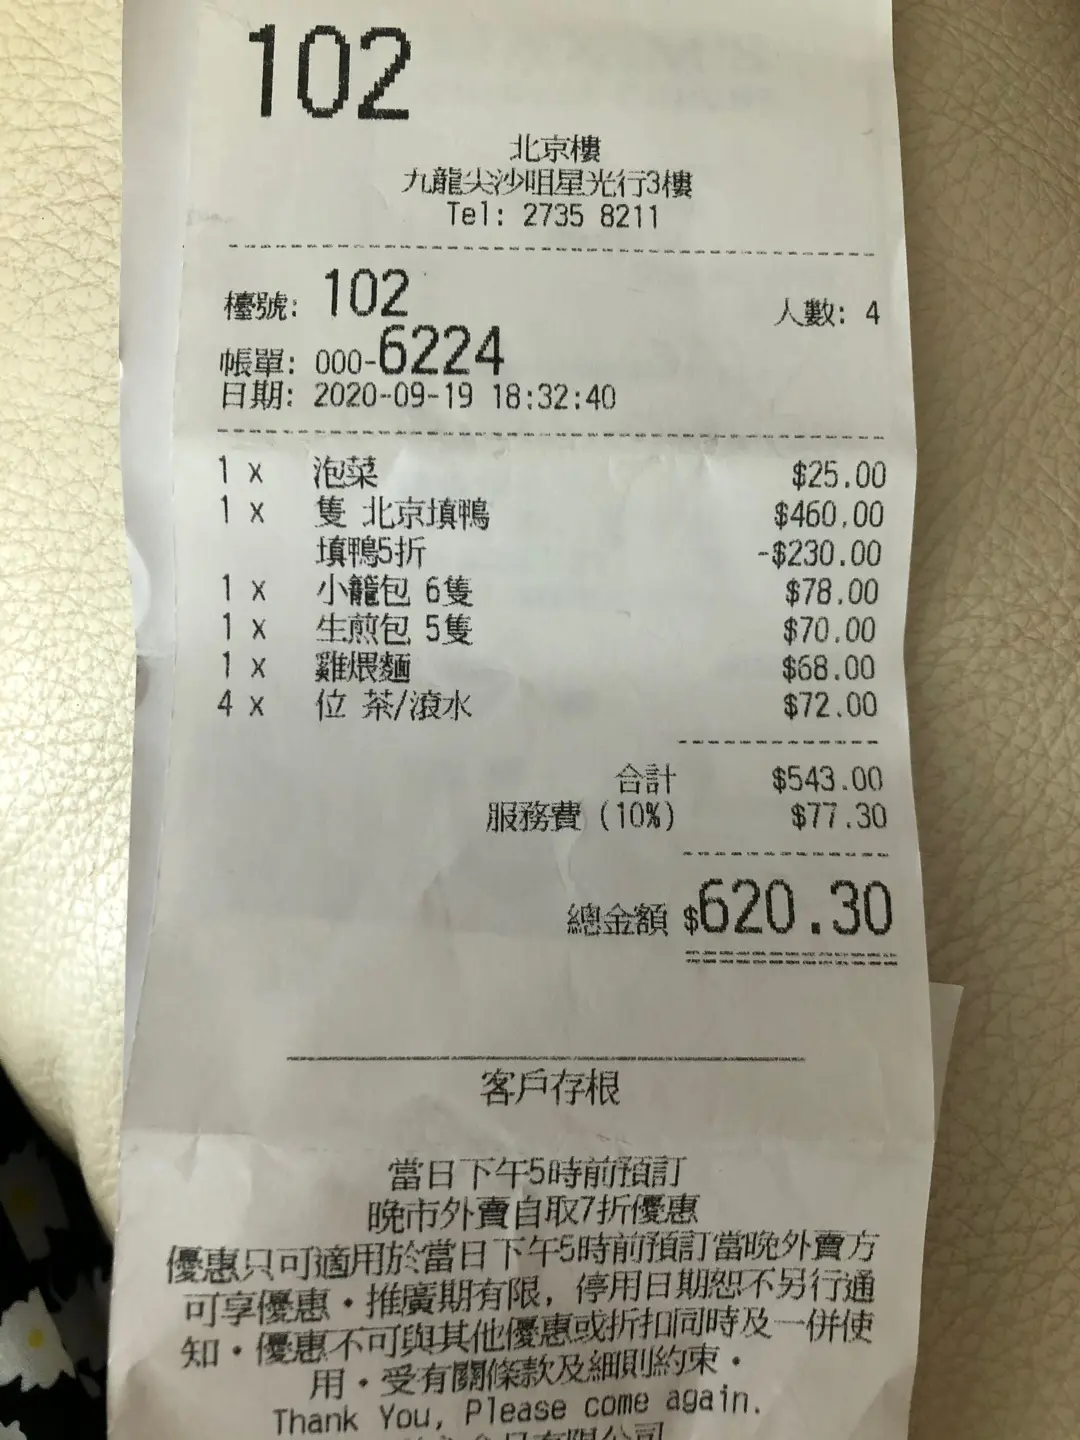 102
北京樓
九龍尖沙咀星光行3樓
Tel: 2735 8211
檯號: 102 人數: 4
帳單: 000-6224
日期: 2020-09-19 18:32:40
1 x 泡菜 $25.00
1 x 隻 北京填鴨 $460.00
填鴨5折 -$230.00
1 x 小籠包 6隻 $78.00
1 x 生煎包 5隻 $70.00
1 x 雞煨麵 $68.00
4 x 位 茶/滾水 $72.00
合計 $543.00
服務費 (10%) $77.30
總金額 $620.30
客戶存根
當日下午5時前預訂
晚市外賣自取7折優惠
優惠只可適用於當日下午5時前預訂當晚外賣方
可享優惠。推廣期有限, 停用日期恕不另行通
知。優惠不可與其他優惠或折扣同時及一併使
用。受有關條款及細則約束。
Thank You, Please come again.
有限公司